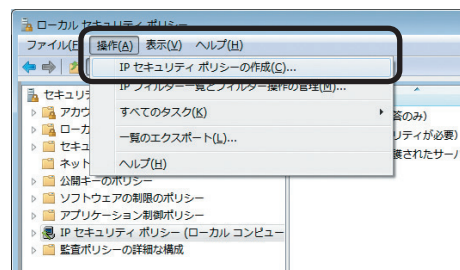 ローカル セキュリティ ポリシー
ファイル(F) 操作(A) 表示(V) ヘルプ(H)
IP セキュリティ ポリシーの作成(C)...
IP フィルター一覧とフィルター操作の管理(M)...
すべてのタスク(K)
一覧のエクスポート(L)...
ヘルプ(H)
セキュリ
アカウ
ローカ
セキュ
ネット
公開キーのポリシー
ソフトウェアの制限のポリシー
アプリケーション制御ポリシー
IP セキュリティ ポリシー (ローカル コンピュー
監査ポリシーの詳細な構成
答のみ)
リティが必要)
護されたサーバ